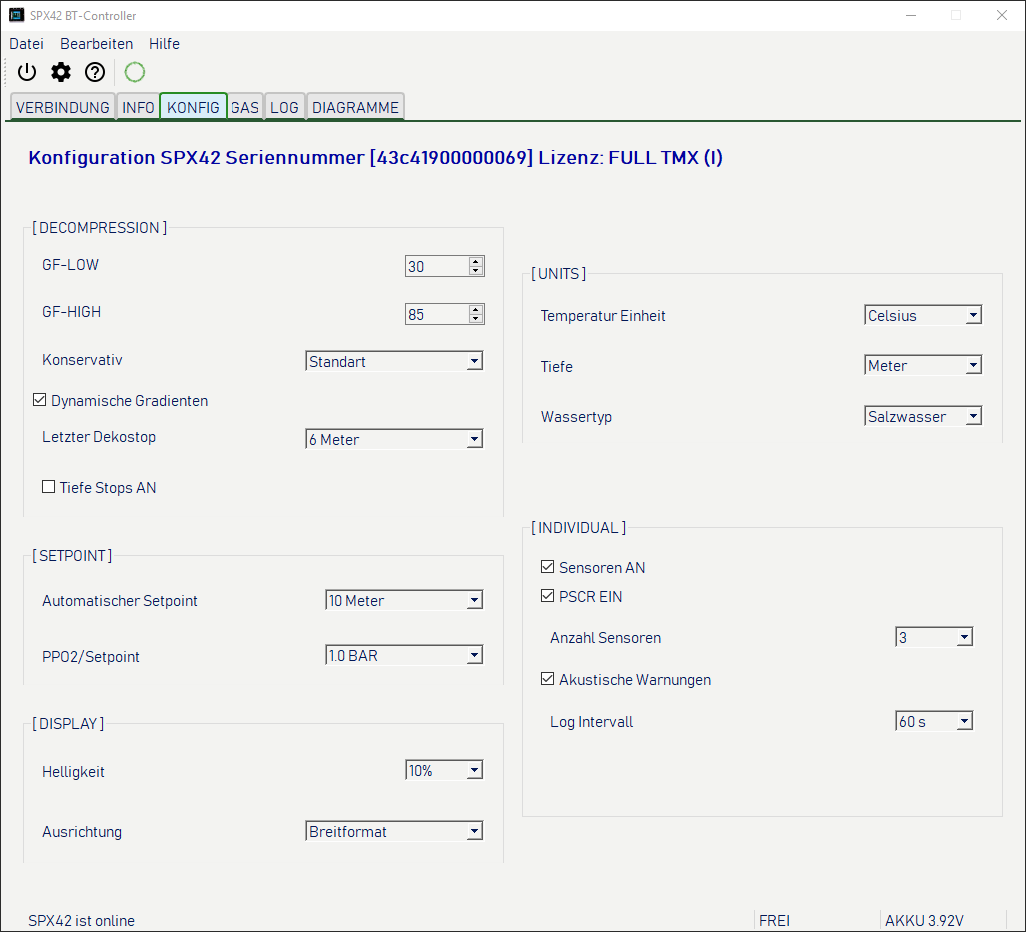 SPX42 BT-Controller
Datei Bearbeiten Hilfe
VERBINDUNG INFO KONFIG GAS LOG DIAGRAMME
Konfiguration SPX42 Seriennummer [43c41900000069] Lizenz: FULL TMX (I)
[ DECOMPRESSION ]
GF-LOW 30
GF-HIGH 85
Konservativ Standart
Dynamische Gradienten
Letzter Dekostop 6 Meter
Tiefe Stops AN
[ SETPOINT ]
Automatischer Setpoint 10 Meter
PPO2/Setpoint 1.0 BAR
[ DISPLAY ]
Helligkeit 10%
Ausrichtung Breitformat
[ UNITS ]
Temperatur Einheit Celsius
Tiefe Meter
Wassertyp Salzwasser
[ INDIVIDUAL ]
Sensoren AN
PSCR EIN
Anzahl Sensoren 3
Akustische Warnungen
Log Intervall 60 s
SPX42 ist online FREI AKKU 3.92V